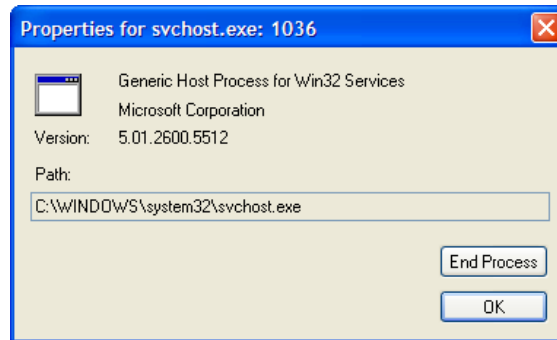 Properties for svchost.exe: 1036
Generic Host Process for Win32 Services
Microsoft Corporation
Version: 5.01.2600.5512
Path:
C:\WINDOWS\system32\svchost.exe
End Process
OK